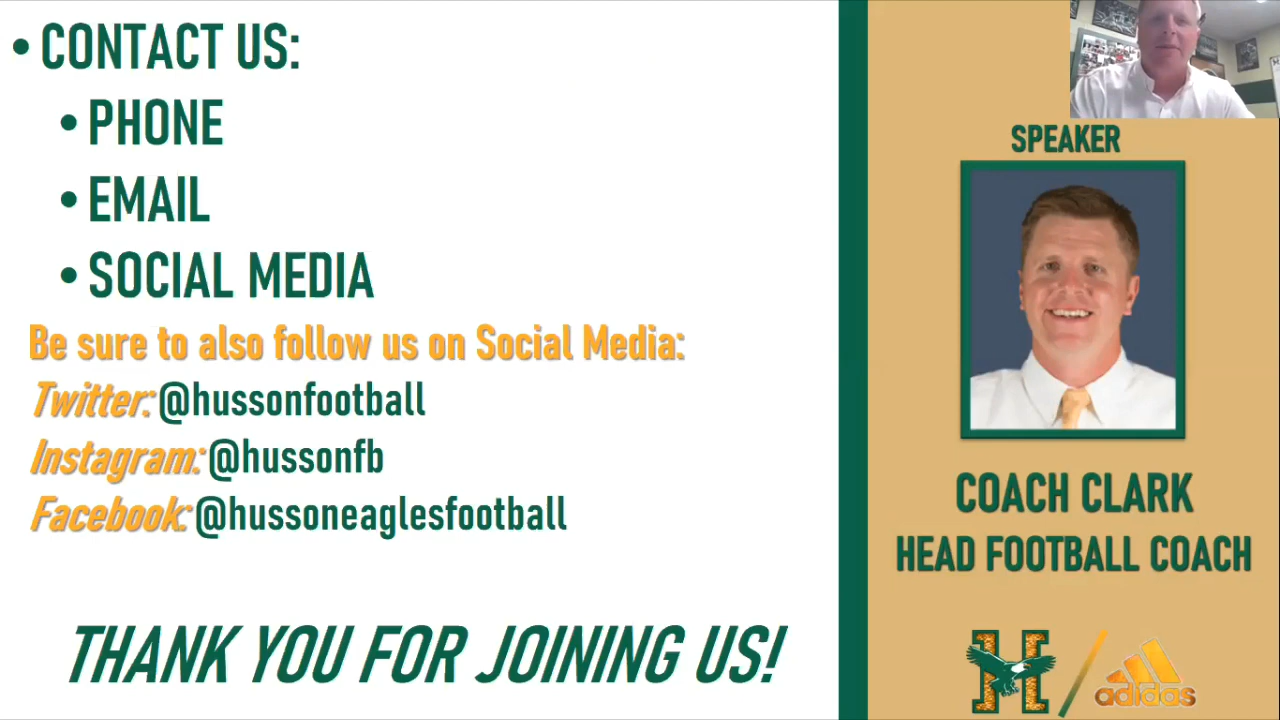 • CONTACT US:
• PHONE
• EMAIL
• SOCIAL MEDIA
Be sure to also follow us on Social Media:
Twitter: @hussonfootball
Instagram: @hussonfb
Facebook: @hussoneaglesfootball
THANK YOU FOR JOINING US!
SPEAKER
COACH CLARK
HEAD FOOTBALL COACH
H
adidas